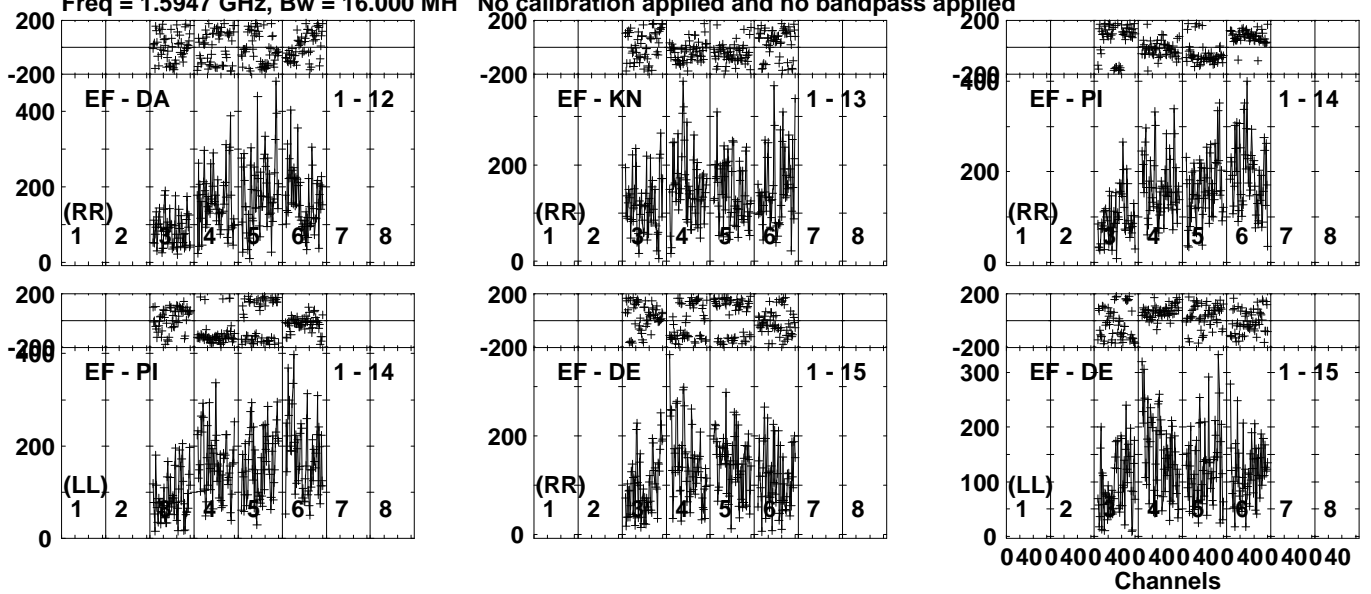 Freq = 1.5947 GHz, Bw = 16.000 MH No calibration applied and no bandpass applied
200
-200
EF - DA 1 - 12
400
200
0
(RR)
1 2 3 4 5 6 7 8
200
-200
EF - KN 1 - 13
200
0
(RR)
1 2 3 4 5 6 7 8
200
-200
400
EF - PI 1 - 14
200
0
(RR)
1 2 3 4 5 6 7 8
200
-200
400
EF - PI 1 - 14
200
0
(LL)
1 2 3 4 5 6 7 8
200
-200
EF - DE 1 - 15
200
0
(RR)
1 2 3 4 5 6 7 8
200
-200
EF - DE 1 - 15
300
200
100
0
(LL)
1 2 3 4 5 6 7 8
0 40 0 40 0 40 0 40 0 40 0 40 0 40 0 40
Channels